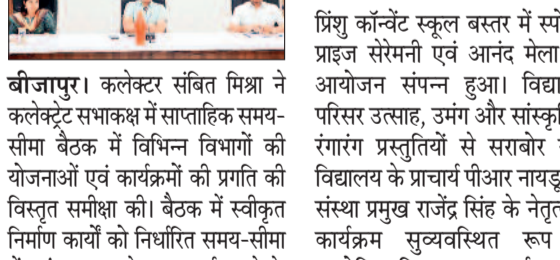 बीजापुर। कलेक्टर संबित मिश्रा ने
कलेक्ट्रेट सभाकक्ष में साप्ताहिक समय-
सीमा बैठक में विभिन्न विभागों की
योजनाओं एवं कार्यक्रमों की प्रगति की
विस्तृत समीक्षा की। बैठक में स्वीकृत
निर्माण कार्यों को निर्धारित समय-सीमा
प्रिंशु कॉन्वेंट स्कूल बस्तर में
प्राइज सेरेमनी एवं आनंद मेला
आयोजन संपन्न हुआ।
परिसर उत्साह, उमंग और
रंगारंग प्रस्तुतियों से सराबोर
विद्यालय के प्राचार्य पीआर नायडू
संस्था प्रमुख राजेंद्र सिंह के
कार्यक्रम सुव्यवस्थित रूप